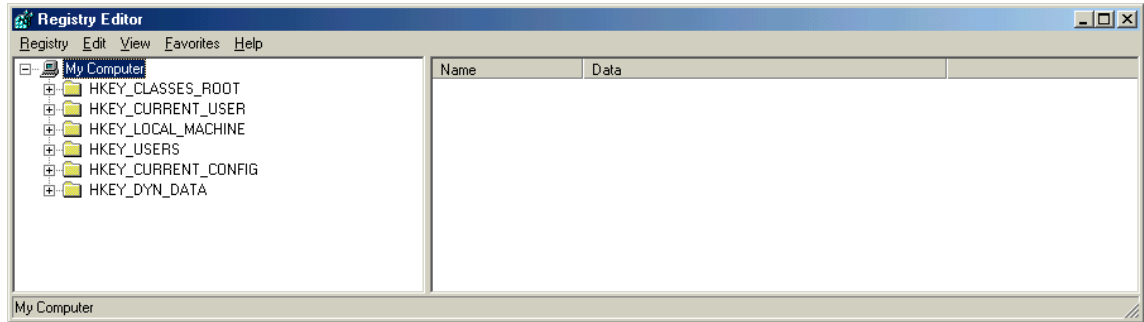 Registry Editor
Registry Edit View Favorites Help
My Computer
HKEY_CLASSES_ROOT
HKEY_CURRENT_USER
HKEY_LOCAL_MACHINE
HKEY_USERS
HKEY_CURRENT_CONFIG
HKEY_DYN_DATA
Name Data
My Computer